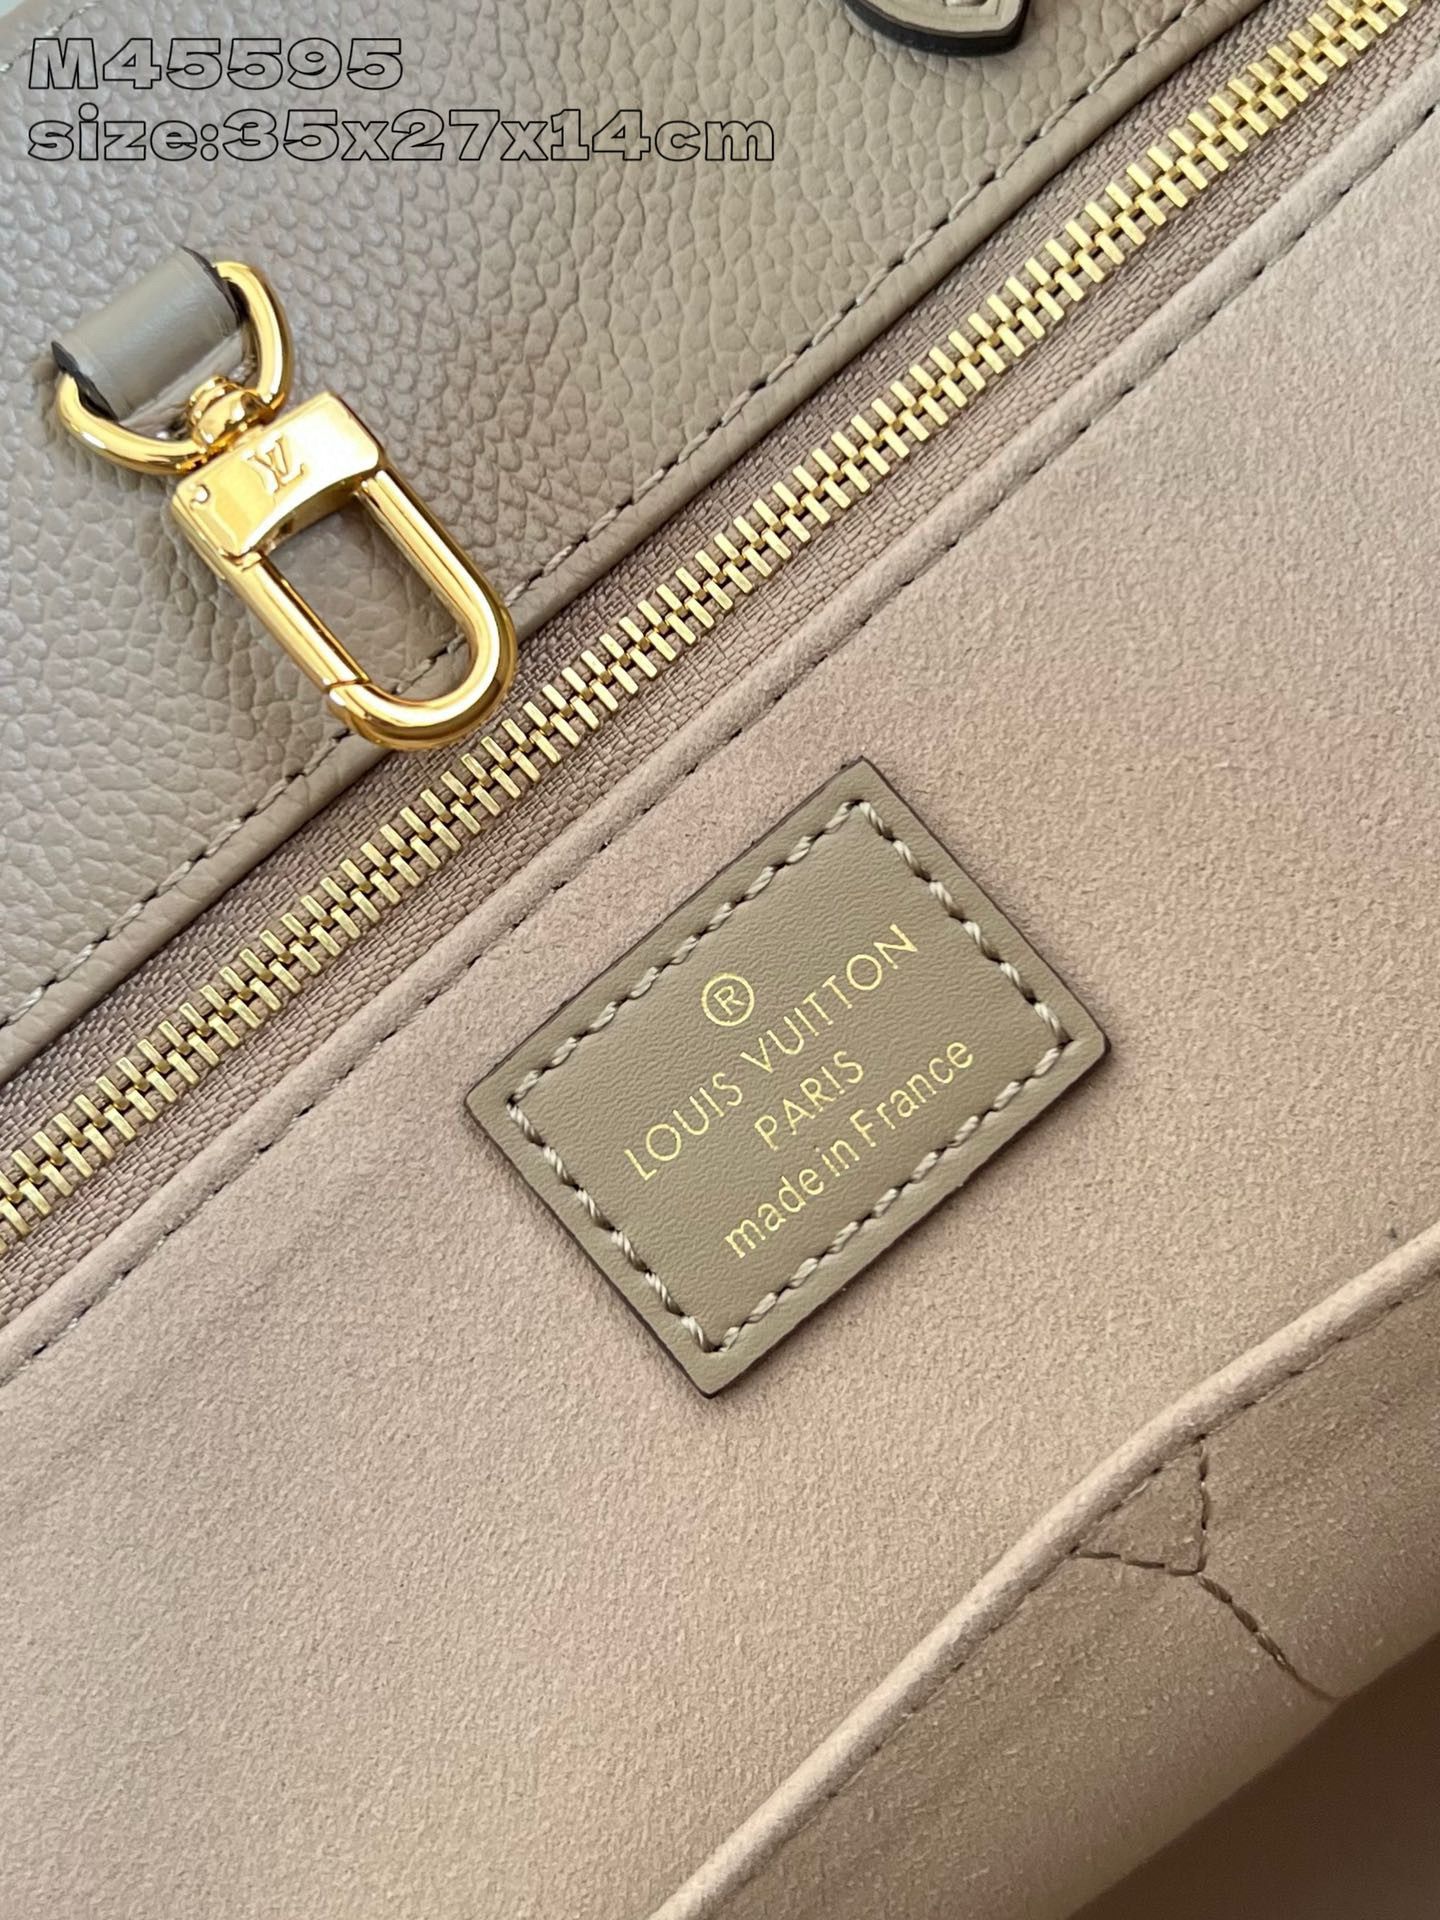 M45595
size:35x27x14cm
LV
®
LOUIS VUITTON
PARIS
made in France